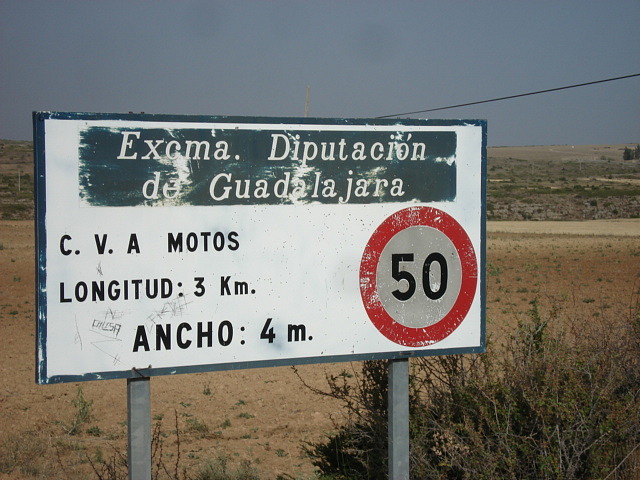 Excma. Diputación
de Guadalajara
C. V. A MOTOS
LONGITUD: 3 Km.
ANCHO: 4 m.
50